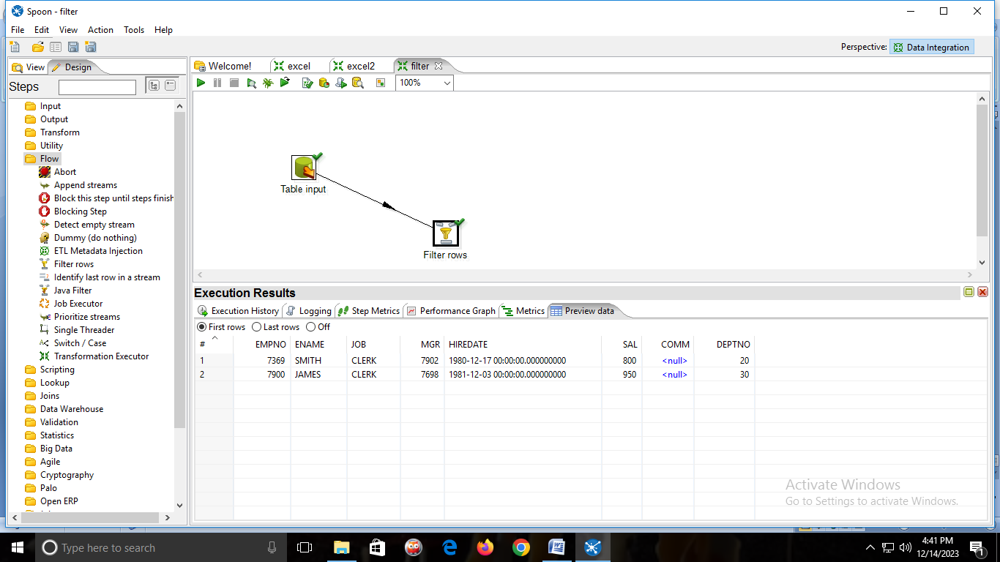 Spoon - filter
File Edit View Action Tools Help
Perspective: Data Integration
View Design
Welcome! excel excel2 filter
Steps
100%
Input
Output
Transform
Utility
Flow
Abort
Append streams
Block this step until steps finish
Blocking Step
Detect empty stream
Dummy (do nothing)
ETL Metadata Injection
Filter rows
Identify last row in a stream
Java Filter
Job Executor
Prioritize streams
Single Threader
Switch / Case
Transformation Executor
Scripting
Lookup
Joins
Data Warehouse
Validation
Statistics
Big Data
Agile
Cryptography
Palo
Open ERP
Table input
Filter rows
Execution Results
Execution History Logging Step Metrics Performance Graph Metrics Preview data
First rows Last rows Off
# EMPNO ENAME JOB MGR HIREDATE SAL COMM DEPTNO
1 7369 SMITH CLERK 7902 1980-12-17 00:00:00.000000000 800 <null> 20
2 7900 JAMES CLERK 7698 1981-12-03 00:00:00.000000000 950 <null> 30
Activate Windows
Go to Settings to activate Windows.
Type here to search
4:41 PM
12/14/2023
1